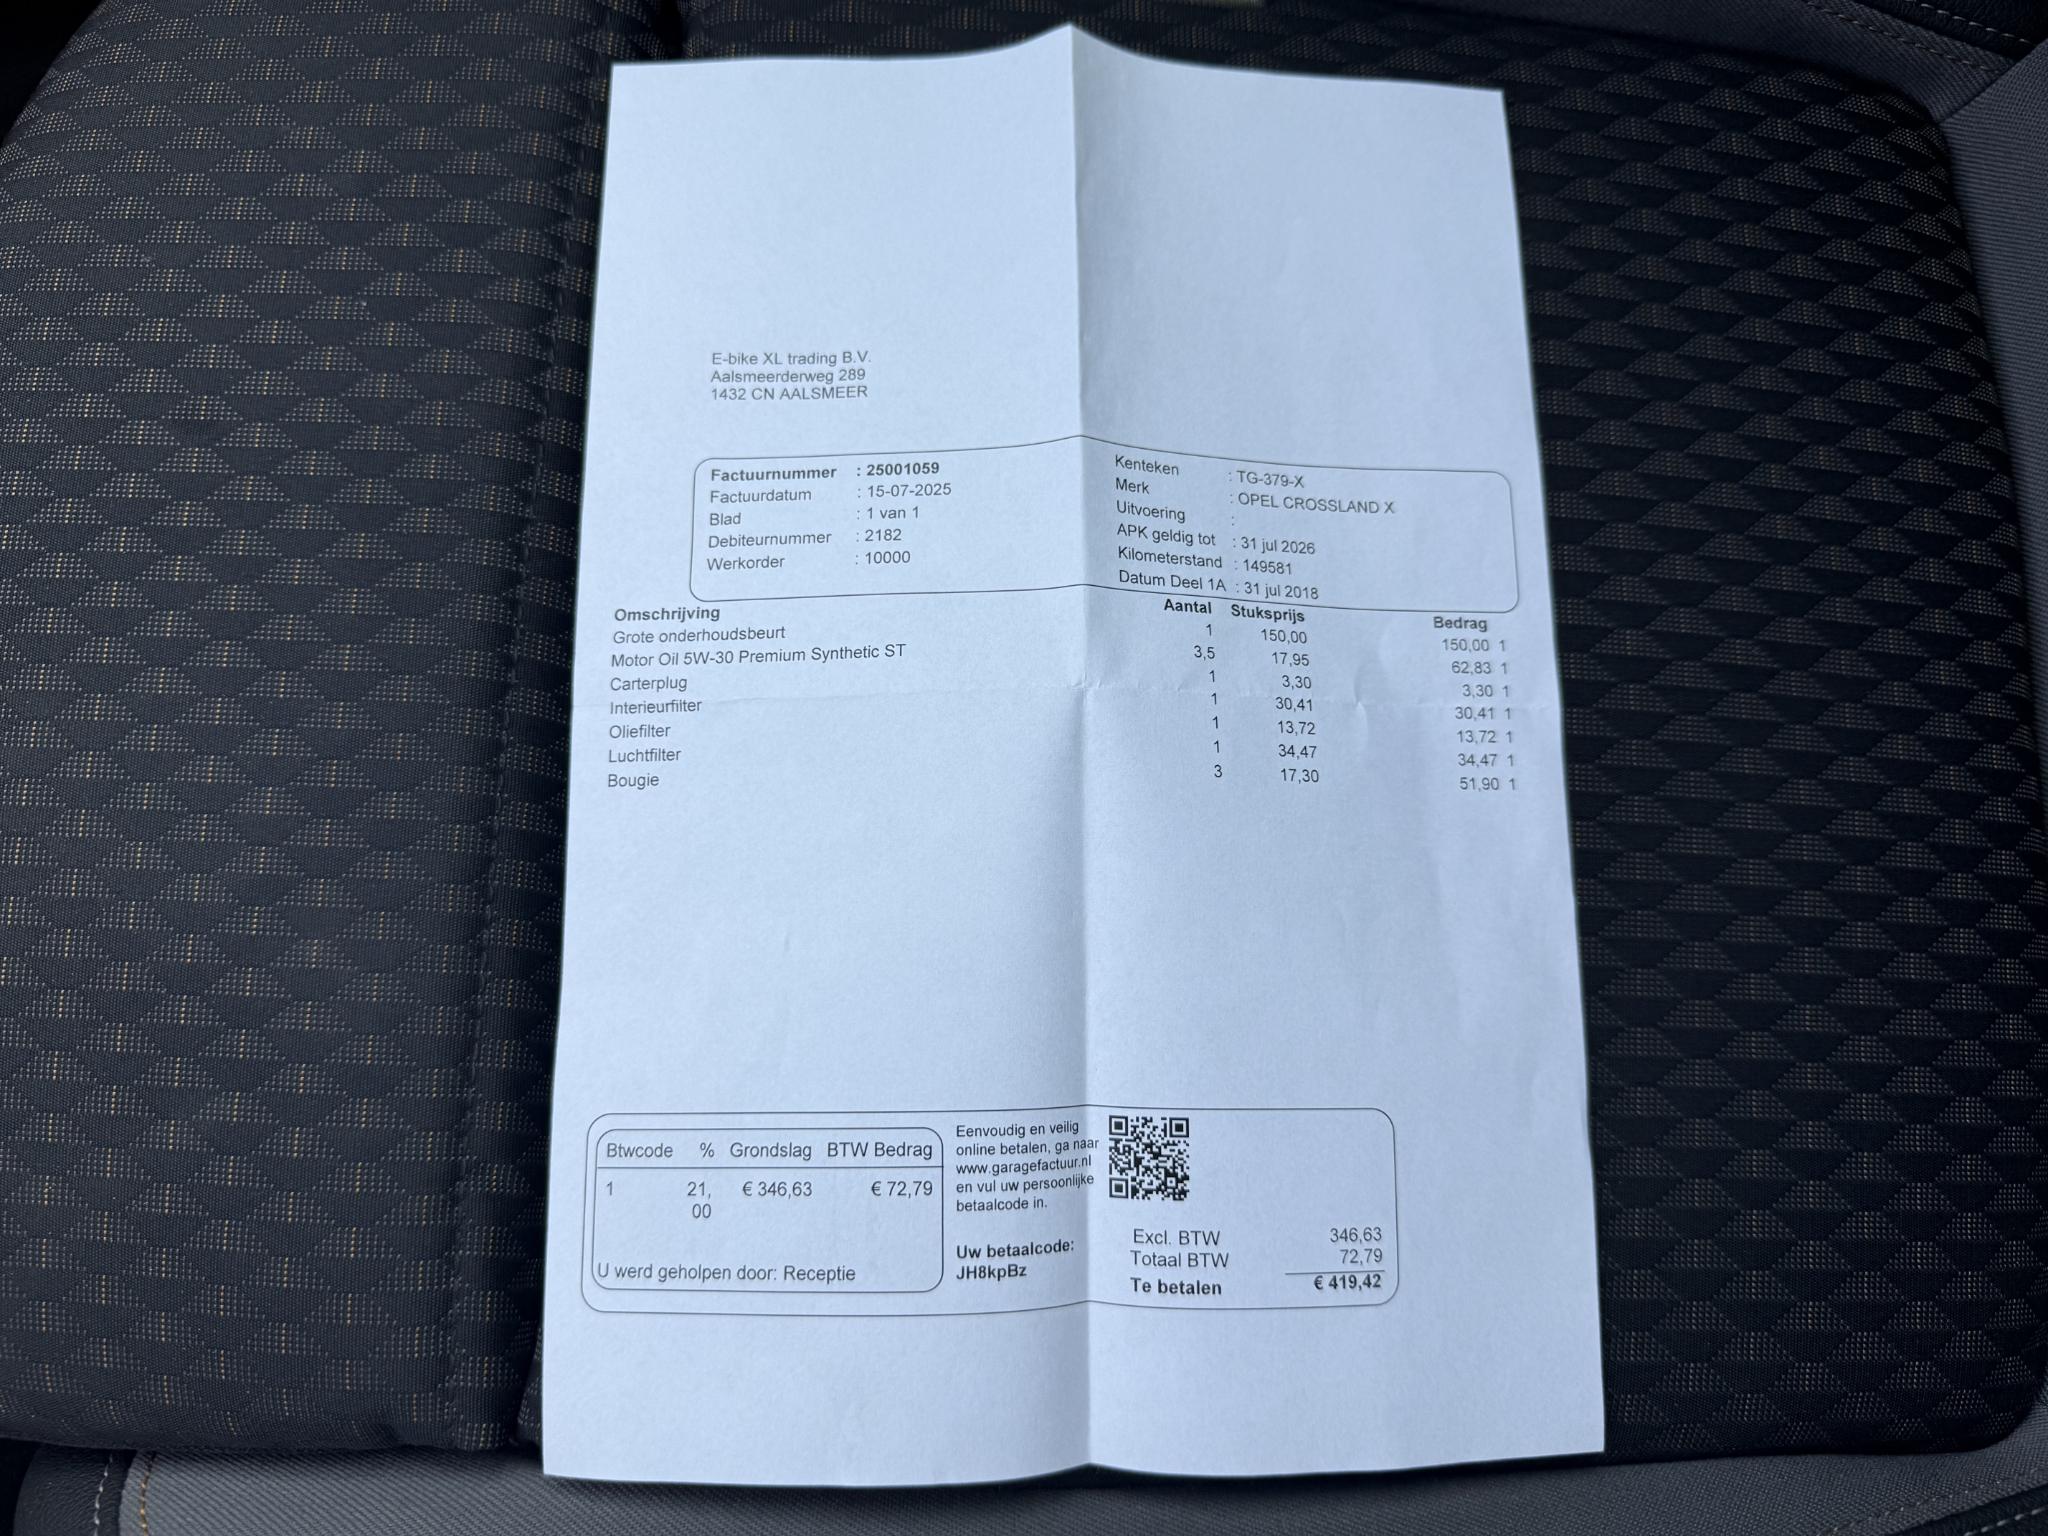 E-bike XL trading B.V.
Aalsmeerderweg 289
1432 CN AALSMEER
Factuurnummer : 25001059
Factuurdatum : 15-07-2025
Blad : 1 van 1
Debiteurnummer : 2182
Werkorder : 10000
Kenteken : TG-379-X
Merk : OPEL CROSSLAND X
Uitvoering :
APK geldig tot : 31 jul 2026
Kilometerstand : 149581
Datum Deel 1A : 31 jul 2018
Omschrijving Aantal Stuksprijs Bedrag
Grote onderhoudsbeurt 1 150,00 150,00 1
Motor Oil 5W-30 Premium Synthetic ST 3,5 17,95 62,83 1
Carterplug 1 3,30 3,30 1
Interieurfilter 1 30,41 30,41 1
Oliefilter 1 13,72 13,72 1
Luchtfilter 1 34,47 34,47 1
Bougie 3 17,30 51,90 1
Btwcode % Grondslag BTW Bedrag
1 21, € 346,63 € 72,79
00
U werd geholpen door: Receptie
Eenvoudig en veilig
online betalen, ga naar
www.garagefactuur.nl
en vul uw persoonlijke
betaalcode in.
Uw betaalcode:
JH8kpBz
Excl. BTW 346,63
Totaal BTW 72,79
Te betalen € 419,42